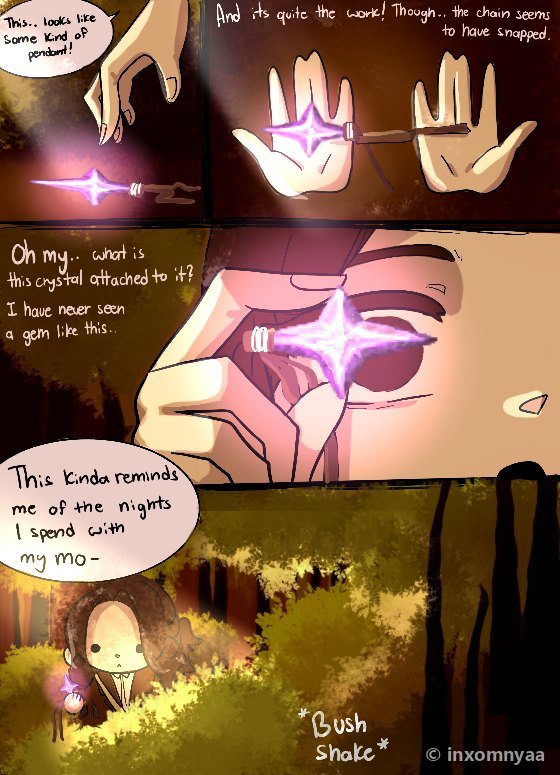 This.. looks like
some kind of
pendant!
And its quite the work! Though.. the chain seems
to have snapped.
Oh my.. what is
this crystal attached to it?
I have never seen
a gem like this..
This kinda reminds
me of the nights
I spend with
my mo-
*Bush
shake*
© inxomnyaa